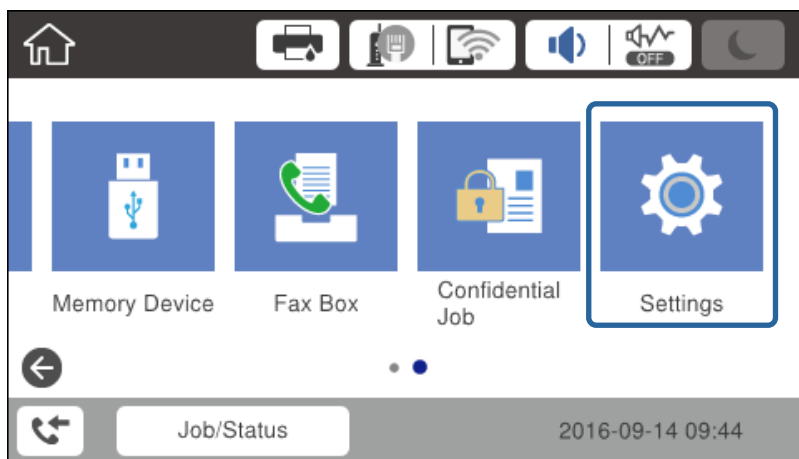 OFF
Memory Device
Fax Box
Confidential
Job
Settings
Job/Status
2016-09-14 09:44